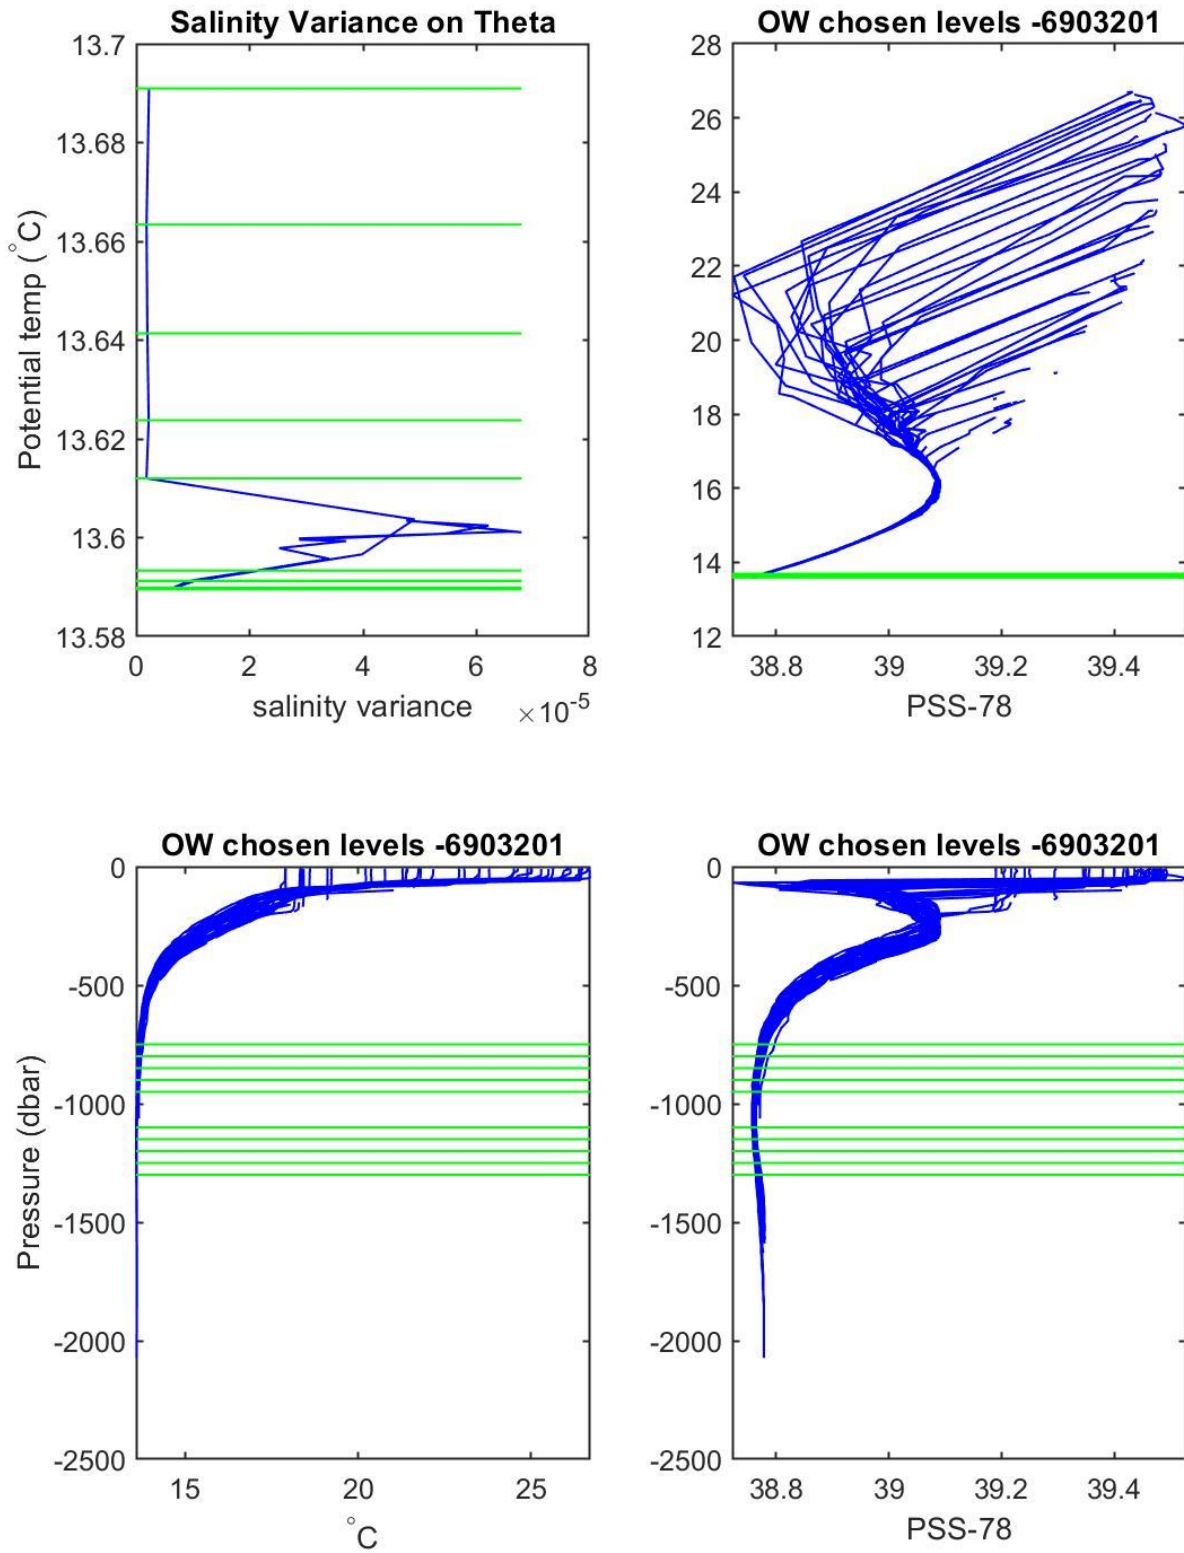 Salinity Variance on Theta
13.7
13.68
13.66
13.64
13.62
13.6
13.58
Potential temp (°C)
0 2 4 6 8
salinity variance ×10-5
OW chosen levels -6903201
28
26
24
22
20
18
16
14
12
38.8 39 39.2 39.4
PSS-78
OW chosen levels -6903201
0
-500
-1000
-1500
-2000
-2500
Pressure (dbar)
15 20 25
°C
OW chosen levels -6903201
0
-500
-1000
-1500
-2000
-2500
38.8 39 39.2 39.4
PSS-78